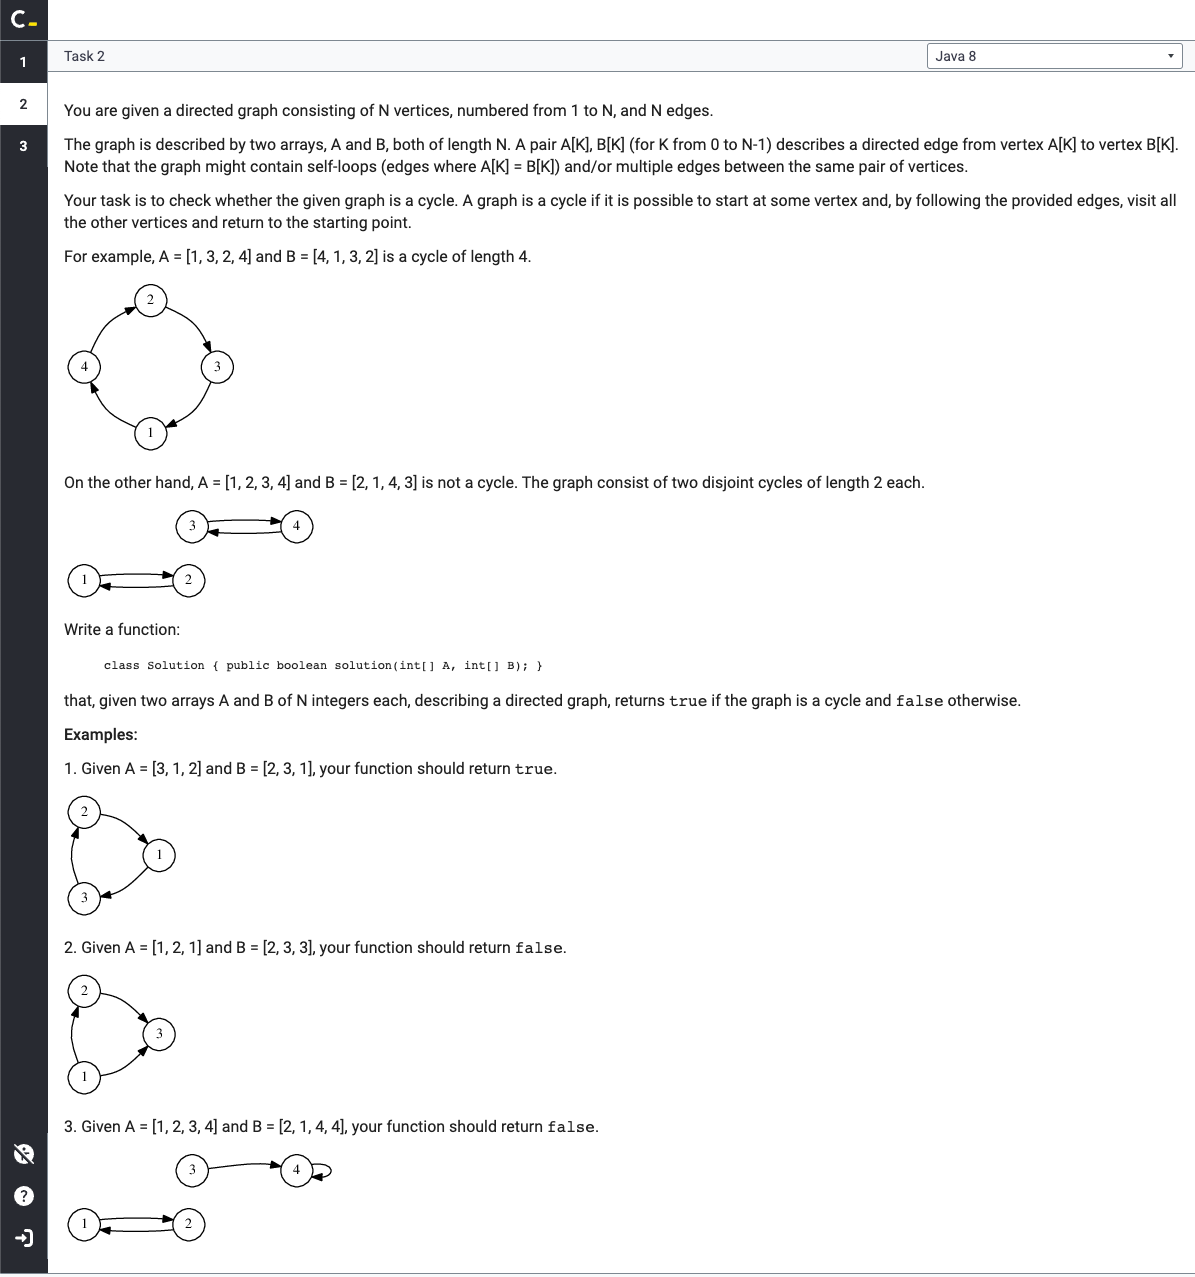 C_
1
Task 2
Java 8
2
You are given a directed graph consisting of N vertices, numbered from 1 to N, and N edges.
3
The graph is described by two arrays, A and B, both of length N. A pair A[K], B[K] (for K from 0 to N-1) describes a directed edge from vertex A[K] to vertex B[K].
Note that the graph might contain self-loops (edges where A[K] = B[K]) and/or multiple edges between the same pair of vertices.
Your task is to check whether the given graph is a cycle. A graph is a cycle if it is possible to start at some vertex and, by following the provided edges, visit all
the other vertices and return to the starting point.
For example, A = [1, 3, 2, 4] and B = [4, 1, 3, 2] is a cycle of length 4.
2
4
3
1
On the other hand, A = [1, 2, 3, 4] and B = [2, 1, 4, 3] is not a cycle. The graph consist of two disjoint cycles of length 2 each.
3
4
1
2
Write a function:
class Solution { public boolean solution(int[] A, int[] B); }
that, given two arrays A and B of N integers each, describing a directed graph, returns true if the graph is a cycle and false otherwise.
Examples:
1. Given A = [3, 1, 2] and B = [2, 3, 1], your function should return true.
2
1
3
2. Given A = [1, 2, 1] and B = [2, 3, 3], your function should return false.
2
3
1
3. Given A = [1, 2, 3, 4] and B = [2, 1, 4, 4], your function should return false.
3
4
?
1
2